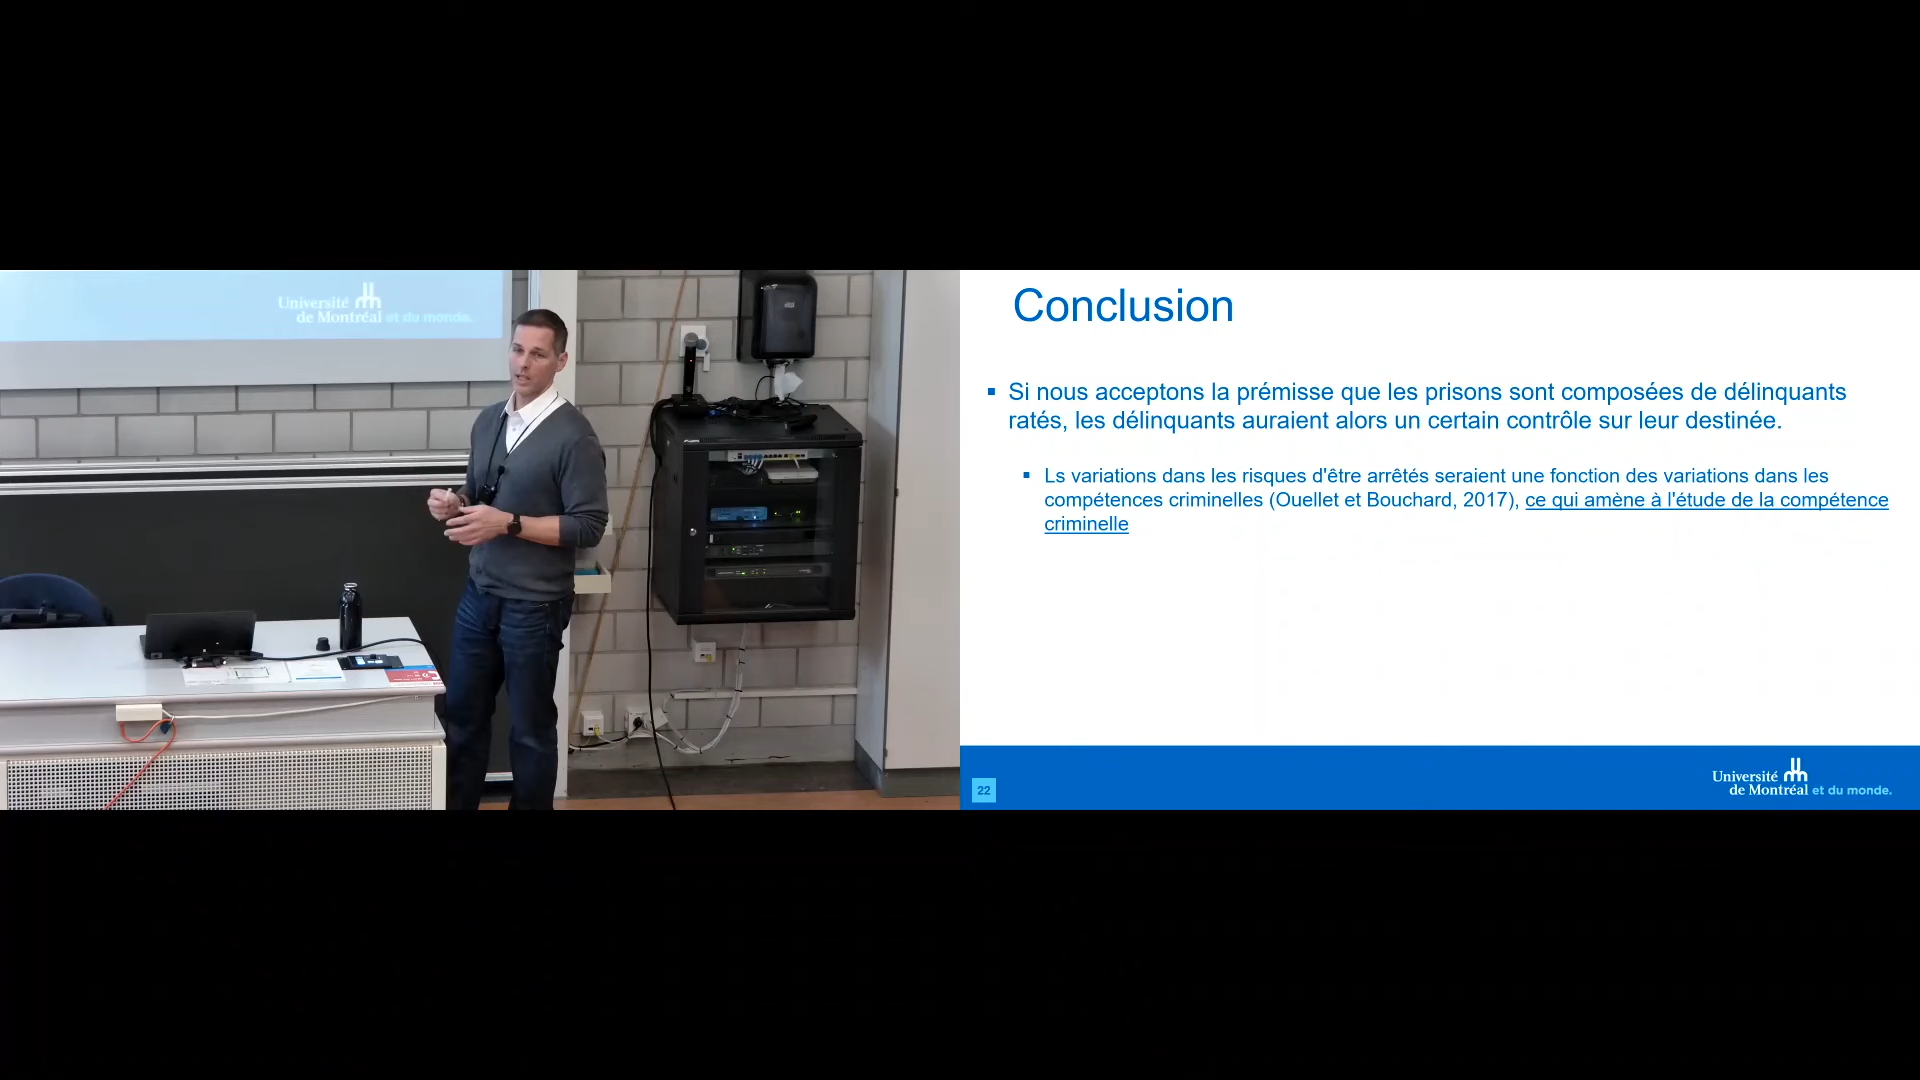 Université
de Montréal et du monde.
Conclusion
▪ Si nous acceptons la prémisse que les prisons sont composées de délinquants
ratés, les délinquants auraient alors un certain contrôle sur leur destinée.
▪ Ls variations dans les risques d'être arrêtés seraient une fonction des variations dans les
compétences criminelles (Ouellet et Bouchard, 2017), ce qui amène à l'étude de la compétence
criminelle
22
Université
de Montréal et du monde.